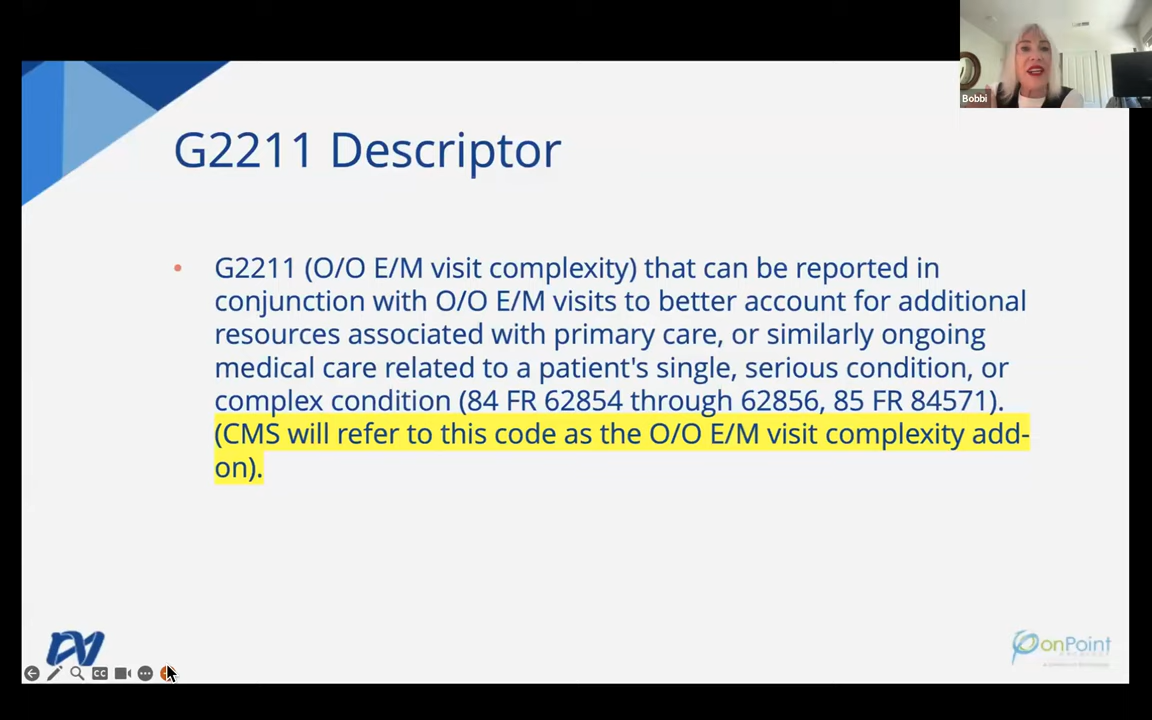 Bobbi
G2211 Descriptor
• G2211 (O/O E/M visit complexity) that can be reported in
conjunction with O/O E/M visits to better account for additional
resources associated with primary care, or similarly ongoing
medical care related to a patient's single, serious condition, or
complex condition (84 FR 62854 through 62856, 85 FR 84571).
(CMS will refer to this code as the O/O E/M visit complexity add-
on).
onPoint
CC